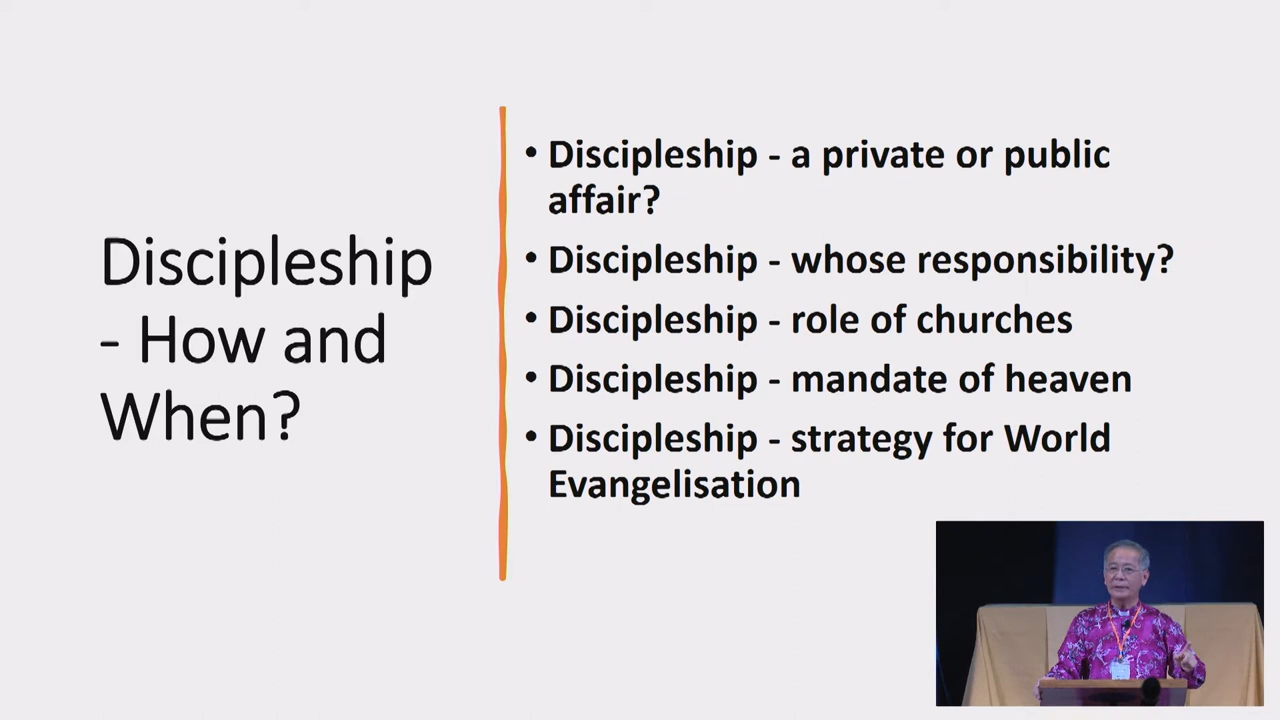 Discipleship
- How and
When?
• Discipleship - a private or public
affair?
• Discipleship - whose responsibility?
• Discipleship - role of churches
• Discipleship - mandate of heaven
• Discipleship - strategy for World
Evangelisation